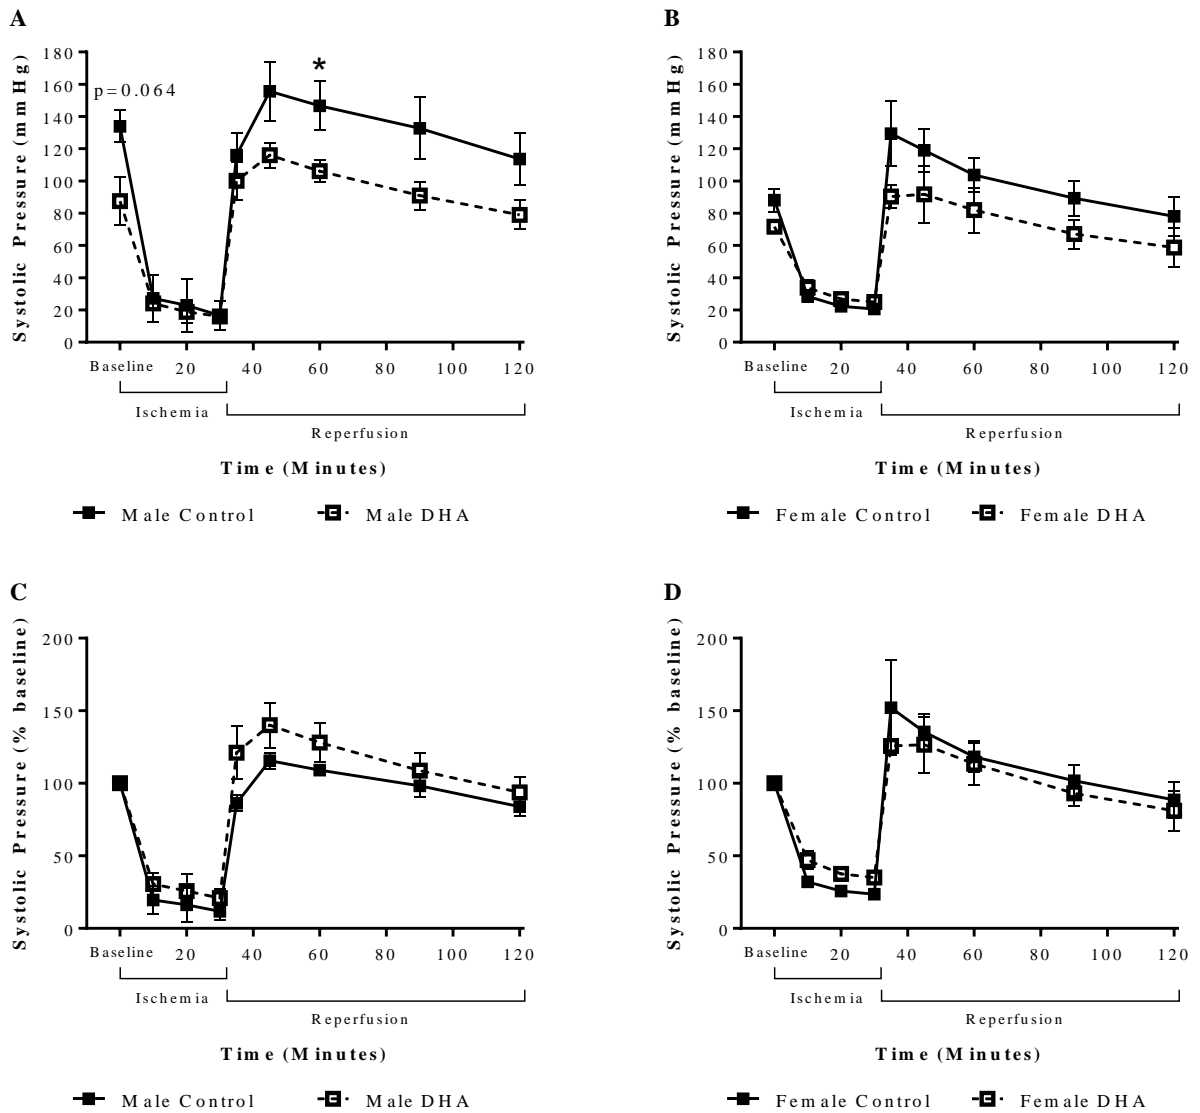 A
Systolic Pressure (mmHg)
180
160
140
120
100
80
60
40
20
0
p=0.064
*
Baseline 20 40 60 80 100 120
Ischemia
Reperfusion
Time (Minutes)
Male Control Male DHA
B
Systolic Pressure (mmHg)
180
160
140
120
100
80
60
40
20
0
Baseline 20 40 60 80 100 120
Ischemia
Reperfusion
Time (Minutes)
Female Control Female DHA
C
Systolic Pressure (% baseline)
200
150
100
50
0
Baseline 20 40 60 80 100 120
Ischemia
Reperfusion
Time (Minutes)
Male Control Male DHA
D
Systolic Pressure (% baseline)
200
150
100
50
0
Baseline 20 40 60 80 100 120
Ischemia
Reperfusion
Time (Minutes)
Female Control Female DHA